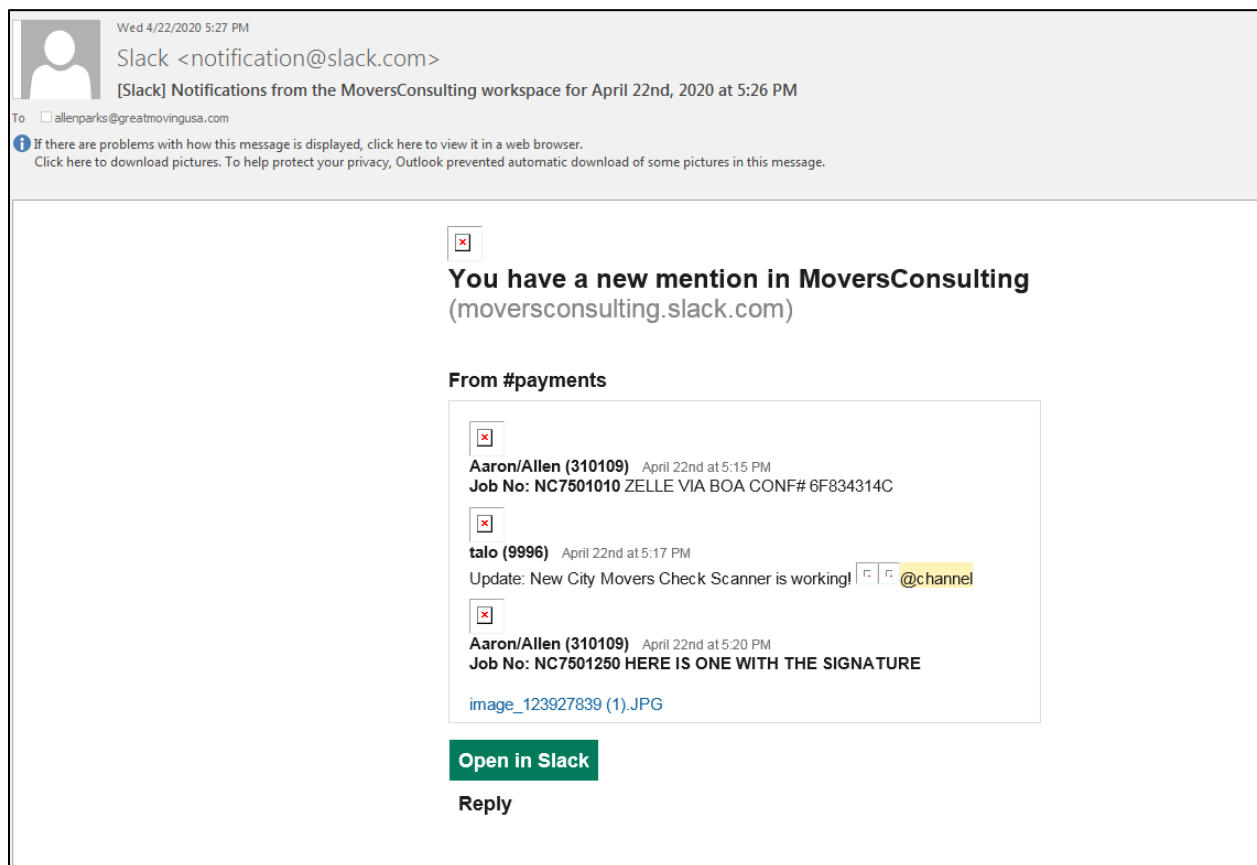 Wed 4/22/2020 5:27 PM
Slack <notification@slack.com>
[Slack] Notifications from the MoversConsulting workspace for April 22nd, 2020 at 5:26 PM
To allenparks@greatmovingusa.com
If there are problems with how this message is displayed, click here to view it in a web browser.
Click here to download pictures. To help protect your privacy, Outlook prevented automatic download of some pictures in this message.
You have a new mention in MoversConsulting
(moversconsulting.slack.com)
From #payments
Aaron/Allen (310109) April 22nd at 5:15 PM
Job No: NC7501010 ZELLE VIA BOA CONF# 6F834314C
talo (9996) April 22nd at 5:17 PM
Update: New City Movers Check Scanner is working! @channel
Aaron/Allen (310109) April 22nd at 5:20 PM
Job No: NC7501250 HERE IS ONE WITH THE SIGNATURE
image_123927839 (1).JPG
Open in Slack
Reply